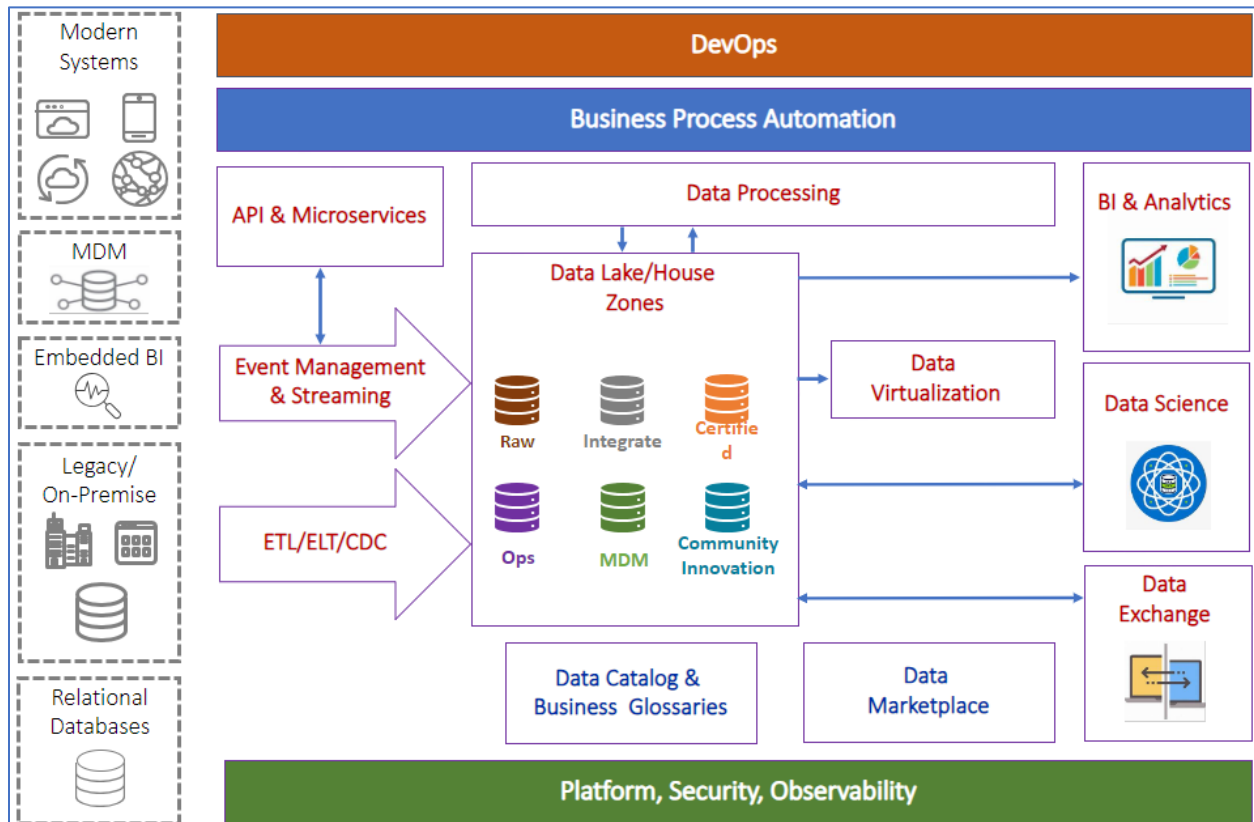 Modern
Systems
MDM
Embedded BI
Legacy/
On-Premise
Relational
Databases
DevOps
Business Process Automation
API & Microservices
Data Processing
BI & Analytics
Event Management
& Streaming
ETL/ELT/CDC
Data Lake/House
Zones
Raw
Integrate
Certifie
d
Ops
MDM
Community
Innovation
Data
Virtualization
Data Science
Data
Exchange
Data Catalog &
Business Glossaries
Data
Marketplace
Platform, Security, Observability